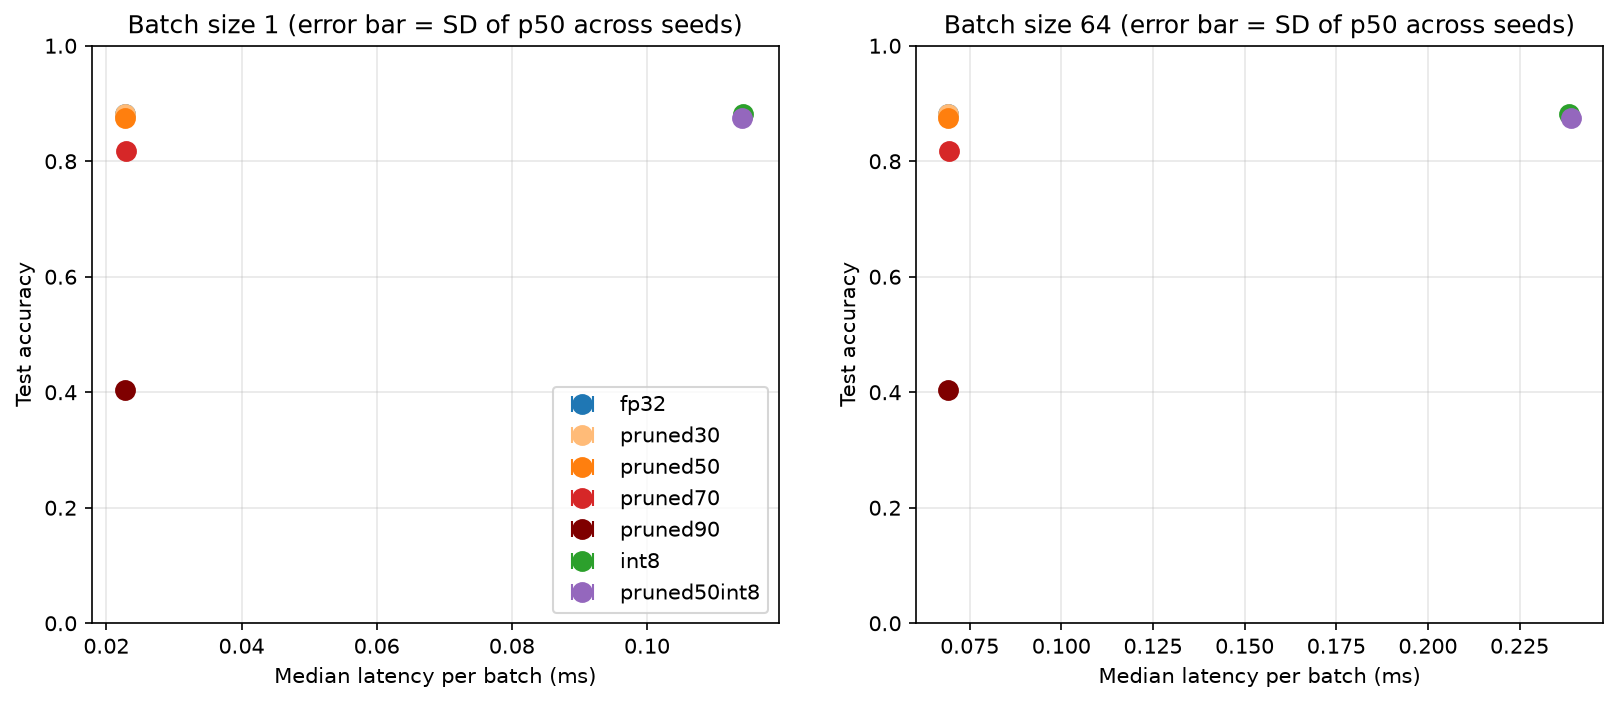 Batch size 1 (error bar = SD of p50 across seeds)
1.0
0.8
0.6
0.4
0.2
0.0
Test accuracy
0.02
0.04
0.06
0.08
0.10
Median latency per batch (ms)
fp32
pruned30
pruned50
pruned70
pruned90
int8
pruned50int8
Batch size 64 (error bar = SD of p50 across seeds)
1.0
0.8
0.6
0.4
0.2
0.0
Test accuracy
0.075
0.100
0.125
0.150
0.175
0.200
0.225
Median latency per batch (ms)